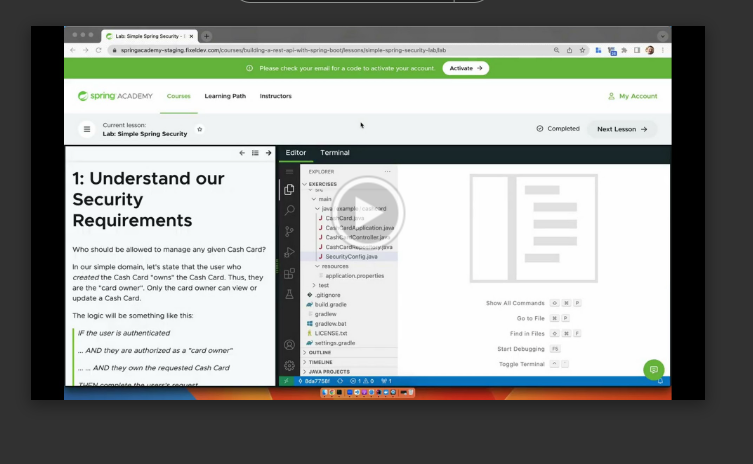 Lab: Simple Spring Security - L
springacademy-staging.fixeldev.com/courses/building-a-rest-api-with-spring-boot/lessons/simple-spring-security-lab/lab
Please check your email for a code to activate your account.
Activate →
spring ACADEMY
Courses
Learning Path
Instructors
My Account
Current lesson:
Lab: Simple Spring Security
Completed
Next Lesson →
1: Understand our
Security
Requirements
Who should be allowed to manage any given Cash Card?
In our simple domain, let's state that the user who
created the Cash Card "owns" the Cash Card. Thus, they
are the "card owner". Only the card owner can view or
update a Cash Card.
The logic will be something like this:
IF the user is authenticated
... AND they are authorized as a "card owner"
... ... AND they own the requested Cash Card
THEN complete the users's request
Editor
Terminal
EXPLORER
EXERCISES
main
CashCard.java
CashCardApplication.java
CashCardController.java
CashCardRepository.java
SecurityConfig.java
resources
application.properties
test
.gitignore
build.gradle
gradlew
gradlew.bat
LICENSE.txt
settings.gradle
OUTLINE
TIMELINE
JAVA PROJECTS
Show All Commands ⇧ ⌘ P
Go to File ⌘ P
Find in Files ⇧ ⌘ F
Start Debugging F5
Toggle Terminal